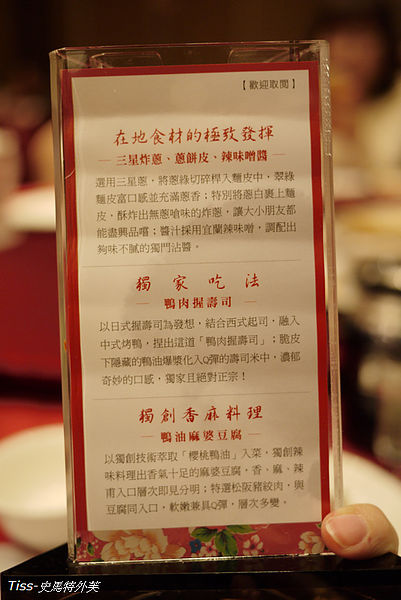 【歡迎取閱】
在地食材的極致發揮
三星炸蔥、蔥餅皮、辣味噌醬
選用三星蔥，將蔥綠切碎桿入麵皮中，翠綠
麵皮富口感並充滿蔥香；特別將蔥白裹上麵
皮，酥炸出無蔥嗆味的炸蔥，讓大小朋友都
能盡興品嚐；醬汁採用宜蘭辣味噌，調配出
夠味不膩的獨門沾醬。
獨家吃法
鴨肉握壽司
以日式握壽司為發想，結合西式起司，融入
中式烤鴨，捏出這道「鴨肉握壽司」；脆皮
下隱藏的鴨油爆漿化入Q彈的壽司米中，濃郁
奇妙的口感，獨家且絕對正宗！
獨創香麻料理
鴨油麻婆豆腐
以獨創技術萃取「櫻桃鴨油」入菜，獨創辣
味料理出香氣十足的麻婆豆腐，香、麻、辣
甫入口層次即見分明；特選松阪豬絞肉，與
豆腐同入口，軟嫩兼具Q彈，層次多變。
Tiss-史馬特外芙